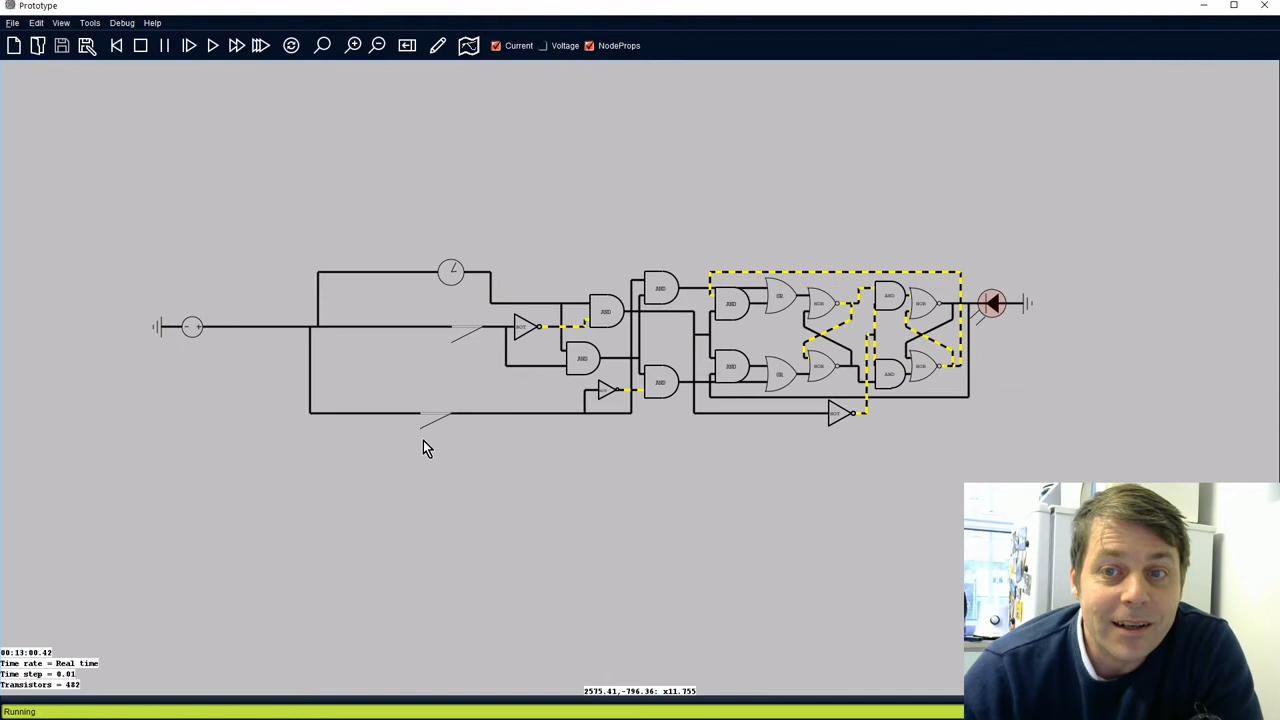 Prototype
File Edit View Tools Debug Help
Current Voltage NodeProps
AND
AND
OR
NOR
AND
NOR
AND
NOT
AND
AND
OR
NOR
AND
NOR
AND
NOT
00:13:00.42
Time rate = Real time
Time step = 0.01
Transistors = 482
2575.41,-796.36: x11.755
Running